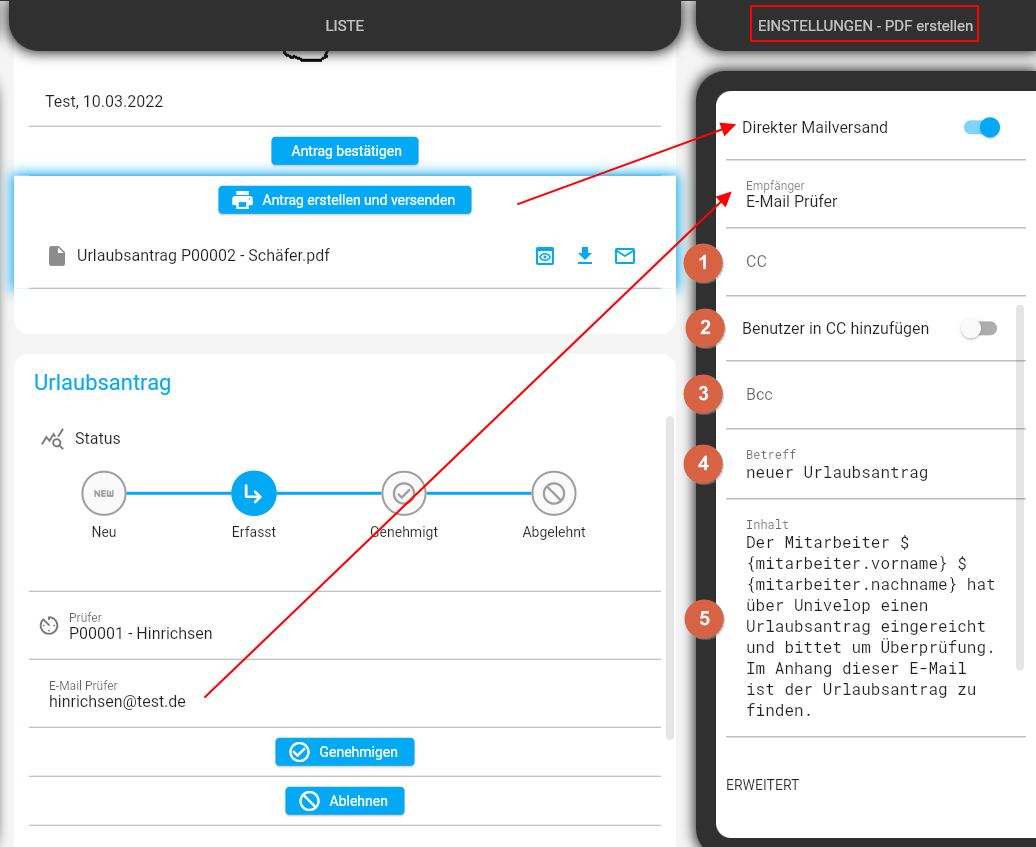 LISTE
Test, 10.03.2022
Antrag bestätigen
Antrag erstellen und versenden
Urlaubsantrag P00002 - Schäfer.pdf
Urlaubsantrag
Status
NEW
Neu
Erfasst
Genehmigt
Abgelehnt
Prüfer
P00001 - Hinrichsen
E-Mail Prüfer
hinrichsen@test.de
Genehmigen
Ablehnen
EINSTELLUNGEN - PDF erstellen
Direkter Mailversand
Empfänger
E-Mail Prüfer
1
CC
2
Benutzer in CC hinzufügen
3
Bcc
4
Betreff
neuer Urlaubsantrag
5
Inhalt
Der Mitarbeiter $
{mitarbeiter.vorname} $
{mitarbeiter.nachname} hat
über Univelop einen
Urlaubsantrag eingereicht
und bittet um Überprüfung.
Im Anhang dieser E-Mail
ist der Urlaubsantrag zu
finden.
ERWEITERT